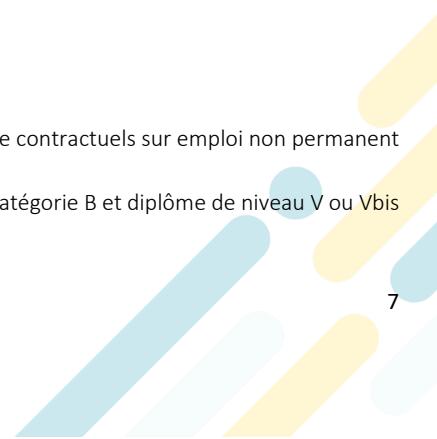 e contractuels sur emploi non permanent
atégorie B et diplôme de niveau V ou Vbis
7